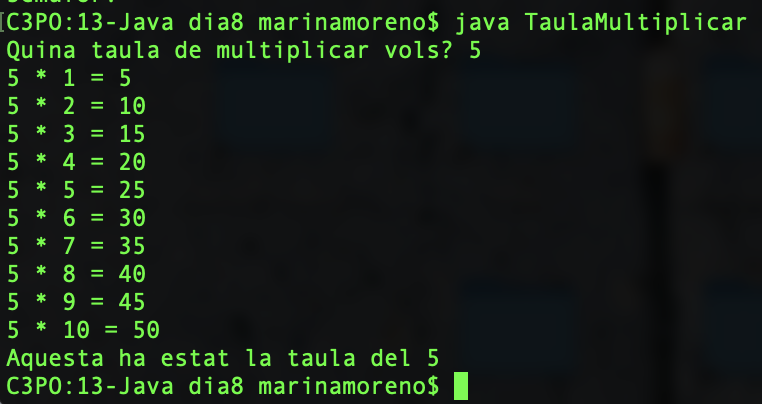 [C3PO:13-Java dia8 marinamoreno$ java TaulaMultiplicar
Quina taula de multiplicar vols? 5
5 * 1 = 5
5 * 2 = 10
5 * 3 = 15
5 * 4 = 20
5 * 5 = 25
5 * 6 = 30
5 * 7 = 35
5 * 8 = 40
5 * 9 = 45
5 * 10 = 50
Aquesta ha estat la taula del 5
C3PO:13-Java dia8 marinamoreno$